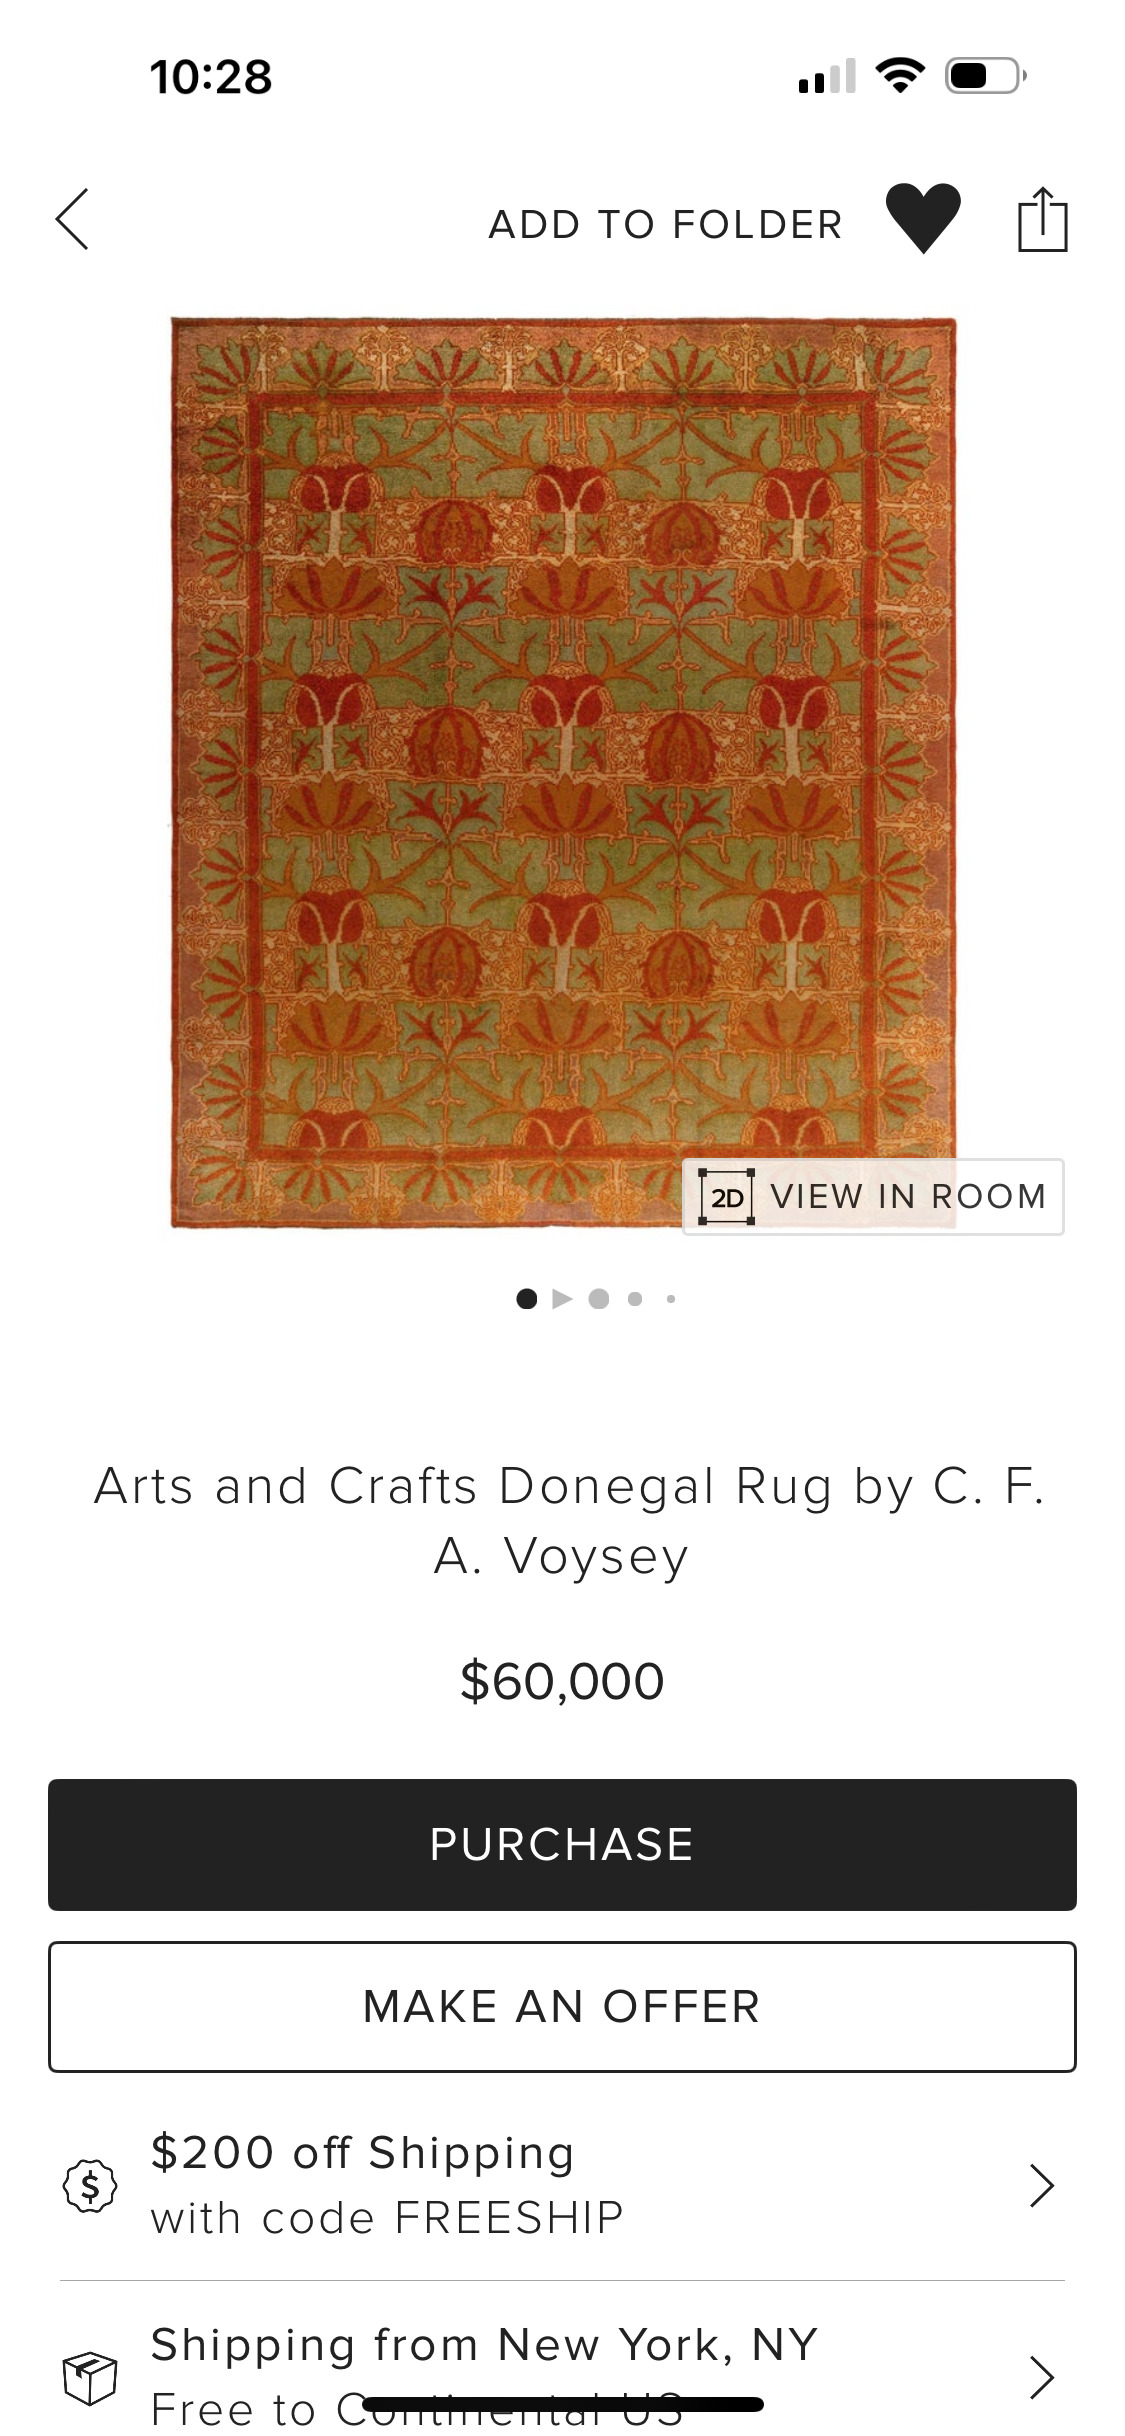 10:28
ADD TO FOLDER
2D VIEW IN ROOM
Arts and Crafts Donegal Rug by C. F.
A. Voysey
$60,000
PURCHASE
MAKE AN OFFER
$200 off Shipping
with code FREESHIP
Shipping from New York, NY
Free to Continental US